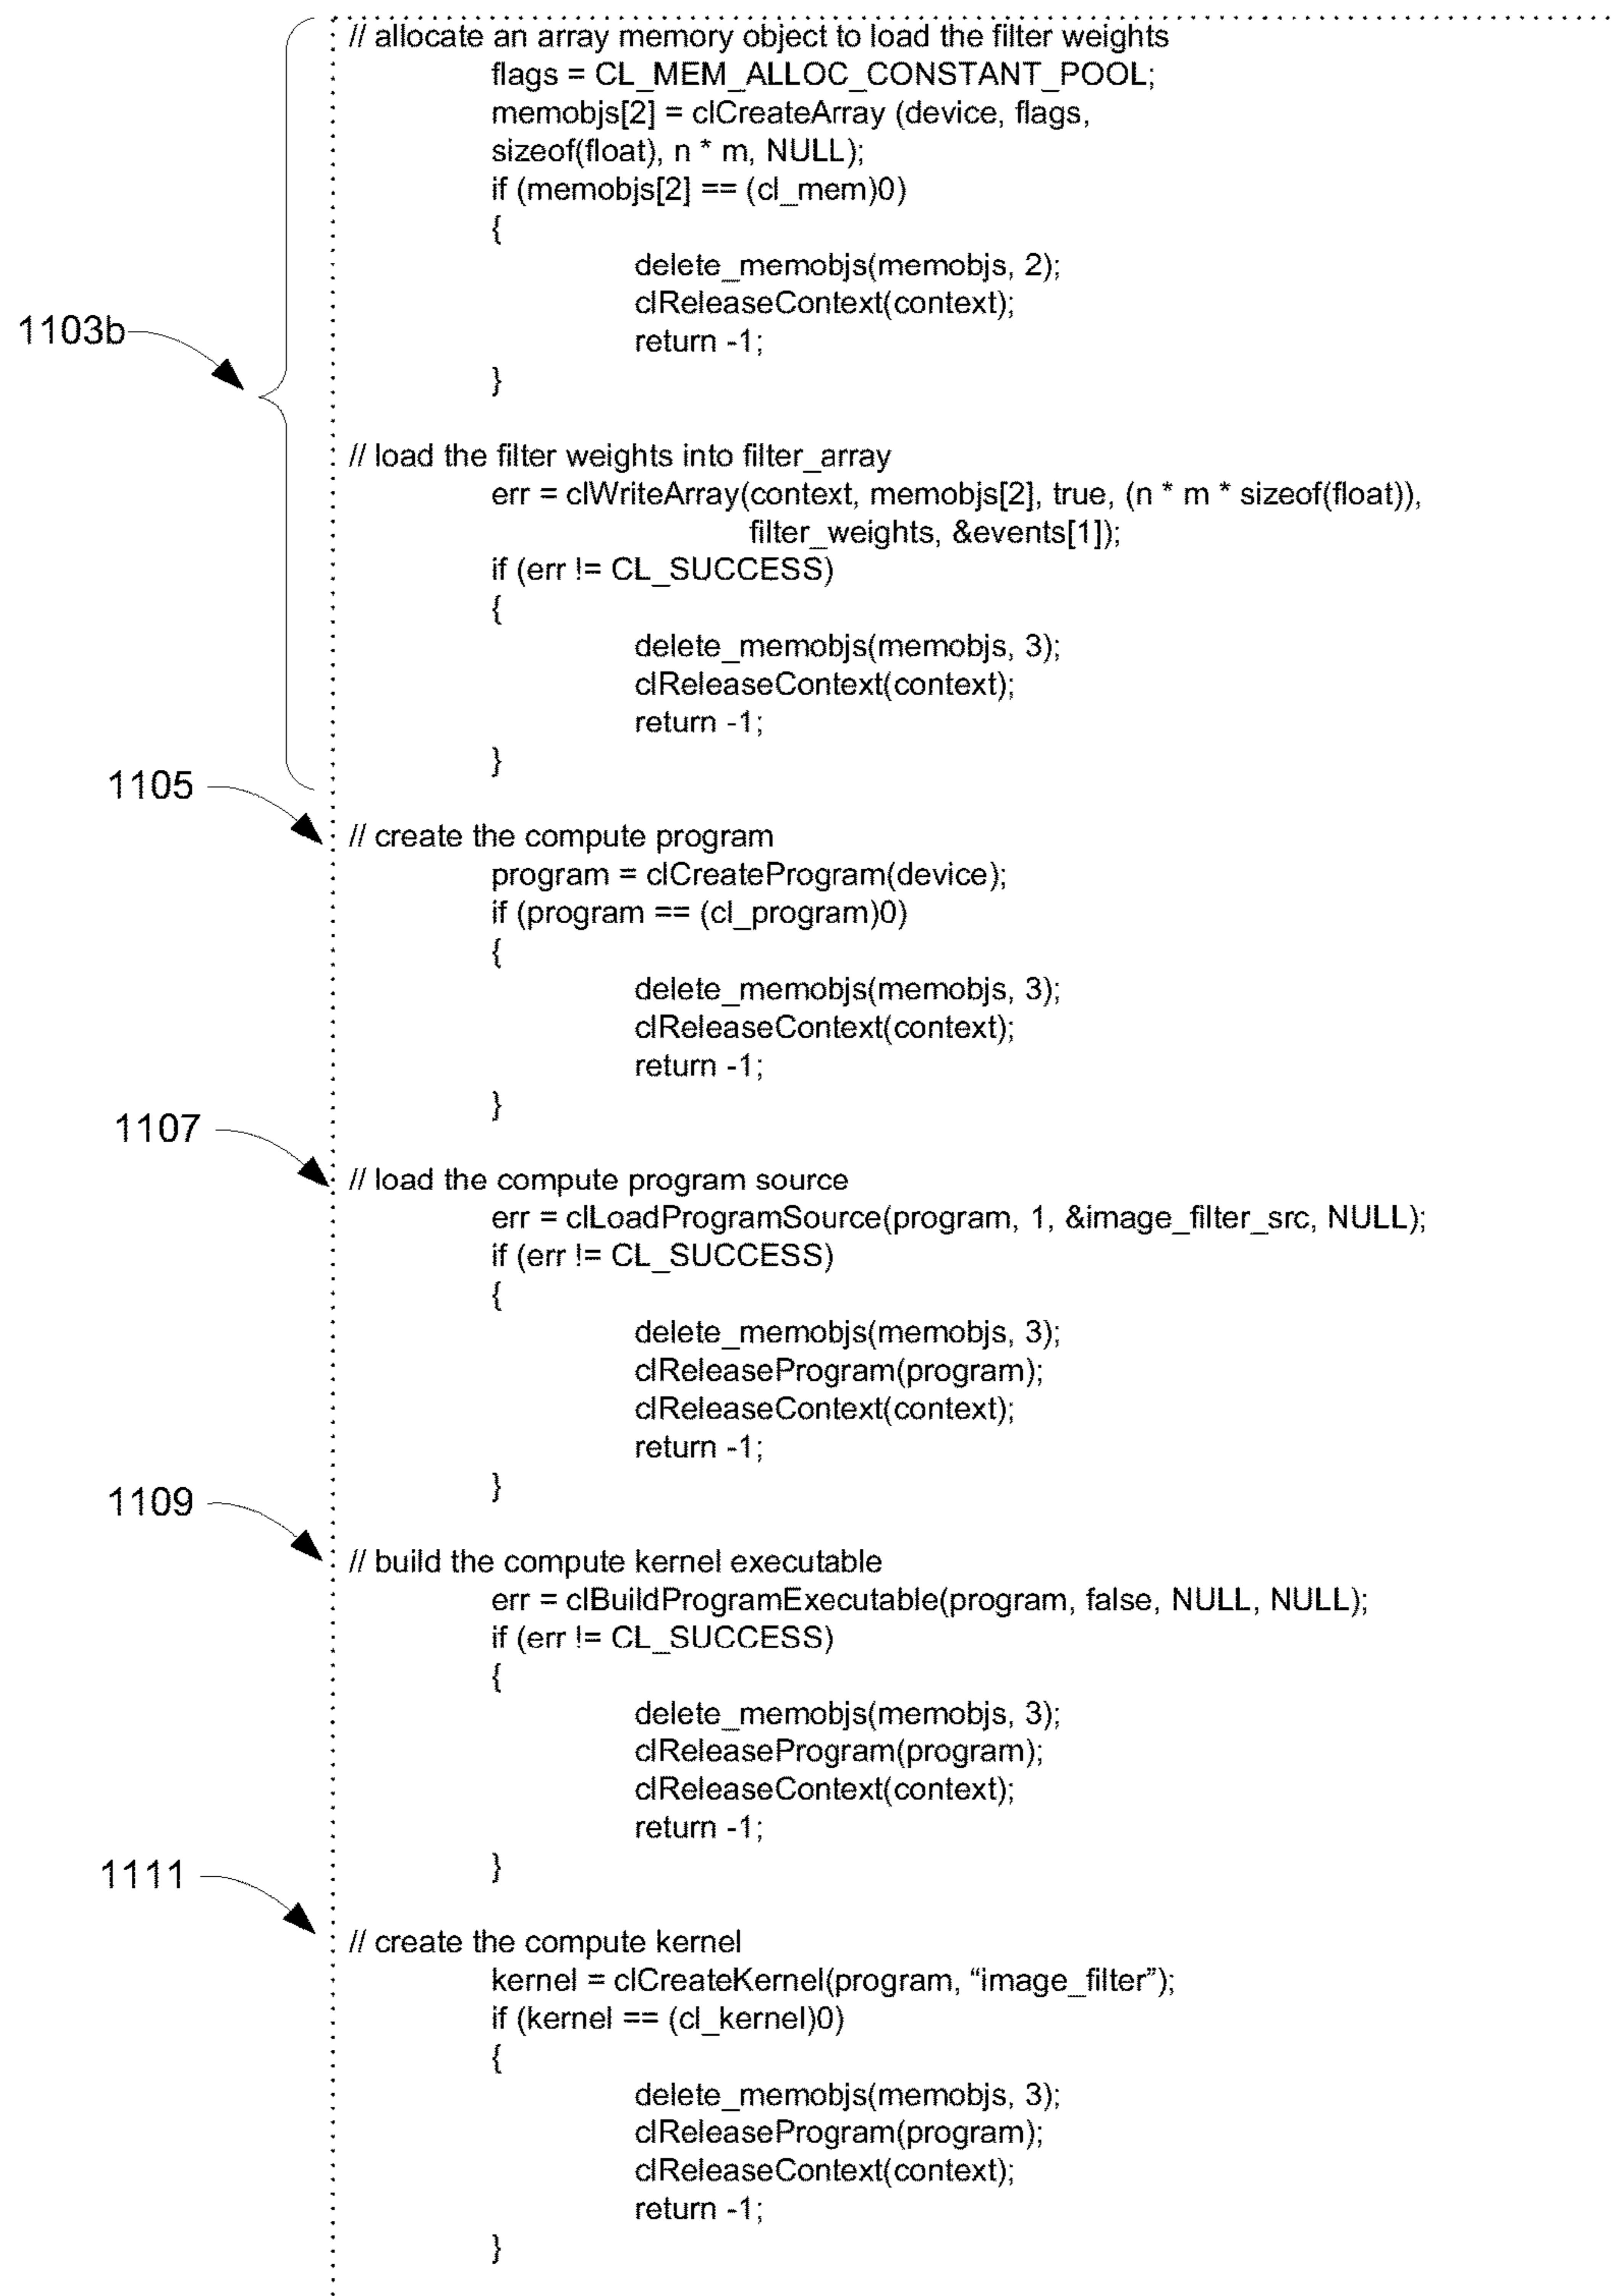 // allocate an array memory object to load the filter weights
flags = CL_MEM_ALLOC_CONSTANT_POOL;
memobjs[2] = clCreateArray (device, flags,
sizeof(float), n * m, NULL);
if (memobjs[2] == (cl_mem)0)
{
delete_memobjs(memobjs, 2);
clReleaseContext(context);
1103b
return -1;
}
// load the filter weights into filter_array
err = clWriteArray(context, memobjs[2], true, (n * m * sizeof(float)),
filter_weights, &events[1]);
if (err != CL_SUCCESS)
{
delete_memobjs(memobjs, 3);
clReleaseContext(context);
return -1;
}
1105
// create the compute program
program = clCreateProgram(device);
if (program == (cl_program)0)
{
delete_memobjs(memobjs, 3);
clReleaseContext(context);
return -1;
}
1107
// load the compute program source
err = clLoadProgramSource(program, 1, &image_filter_src, NULL);
if (err != CL_SUCCESS)
{
delete_memobjs(memobjs, 3);
clReleaseProgram(program);
clReleaseContext(context);
return -1;
}
1109
// build the compute kernel executable
err = clBuildProgramExecutable(program, false, NULL, NULL);
if (err != CL_SUCCESS)
{
delete_memobjs(memobjs, 3);
clReleaseProgram(program);
clReleaseContext(context);
return -1;
}
1111
// create the compute kernel
kernel = clCreateKernel(program, “image_filter”);
if (kernel == (cl_kernel)0)
{
delete_memobjs(memobjs, 3);
clReleaseProgram(program);
clReleaseContext(context);
return -1;
}